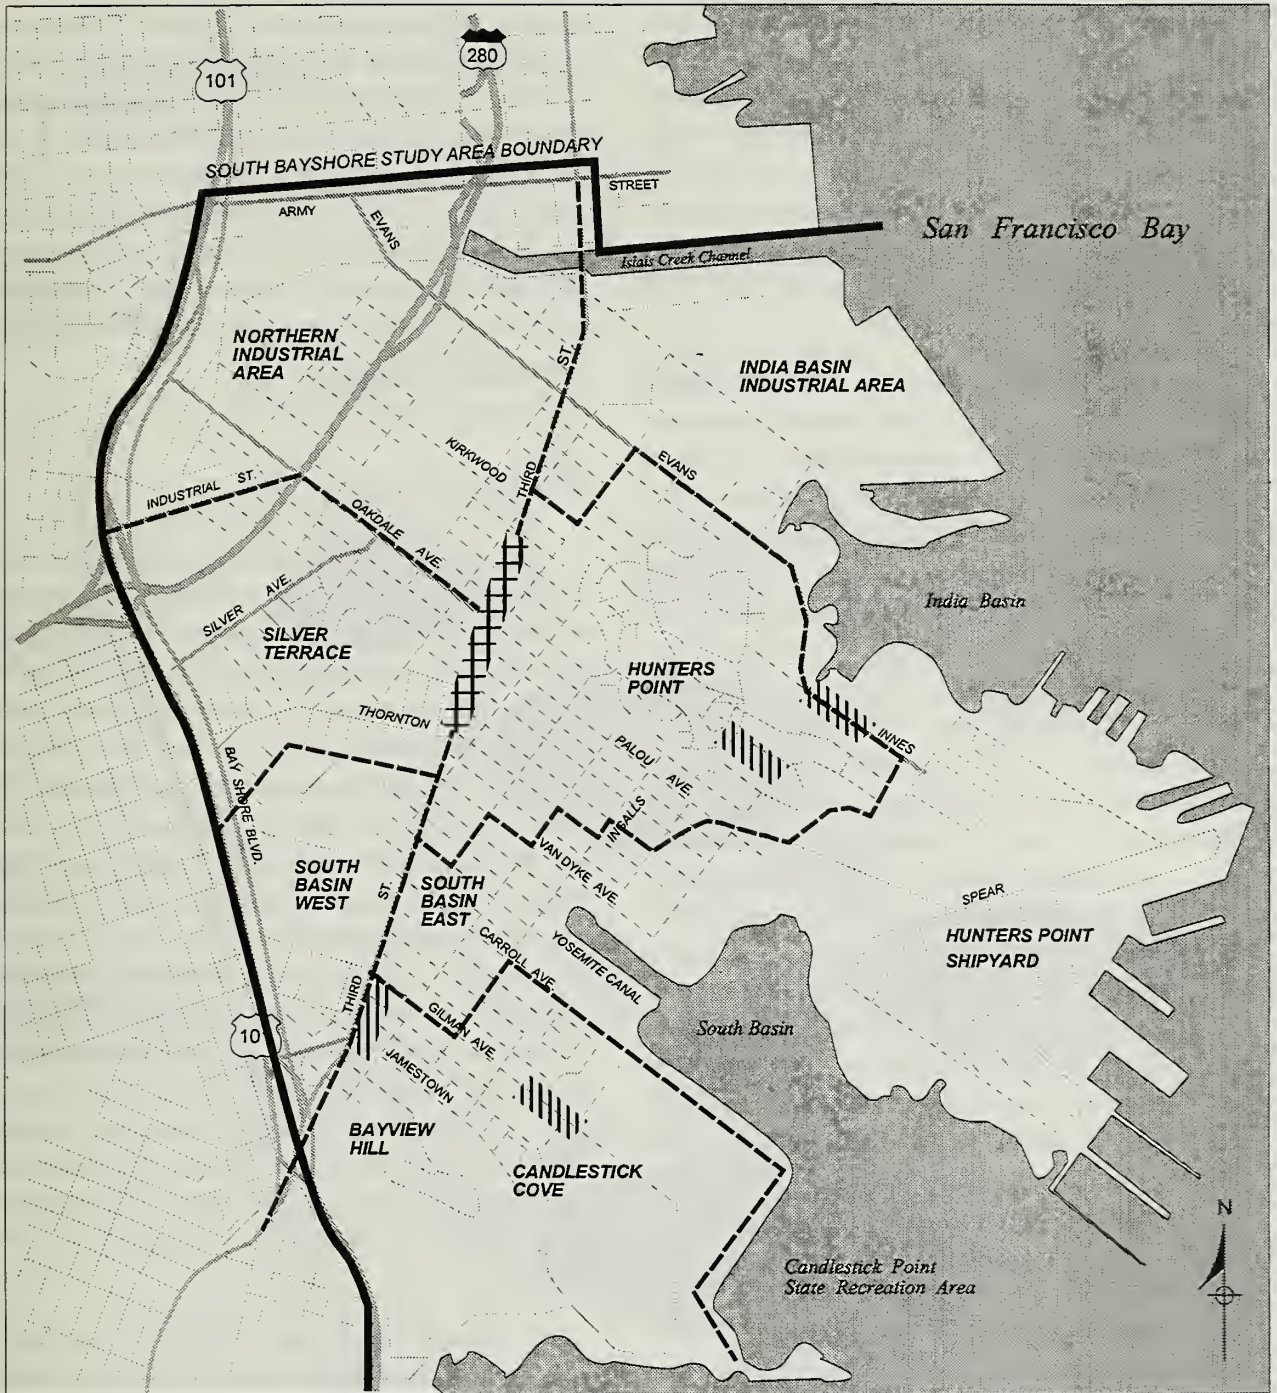 280
101
SOUTH BAYSHORE STUDY AREA BOUNDARY
STREET
ARMY
EVANS
San Francisco Bay
Islais Creek Channel
NORTHERN
INDUSTRIAL
AREA
ST.
INDIA BASIN
INDUSTRIAL AREA
KIRKWOOD
EVANS
THIRD
INDUSTRIAL ST.
OAKDALE AVE.
SILVER AVE.
India Basin
SILVER
TERRACE
HUNTERS
POINT
THORNTON
INNES
PALOU AVE.
BAY SHORE BLVD.
INGALLS
VAN DYKE AVE.
SOUTH
BASIN
WEST
ST.
SOUTH
BASIN
EAST
SPEAR
HUNTERS POINT
SHIPYARD
CARROLL AVE.
YOSEMITE CANAL
THIRD
GILMAN AVE.
South Basin
101
JAMESTOWN
BAYVIEW
HILL
CANDLESTICK
COVE
N
Candlestick Point
State Recreation Area